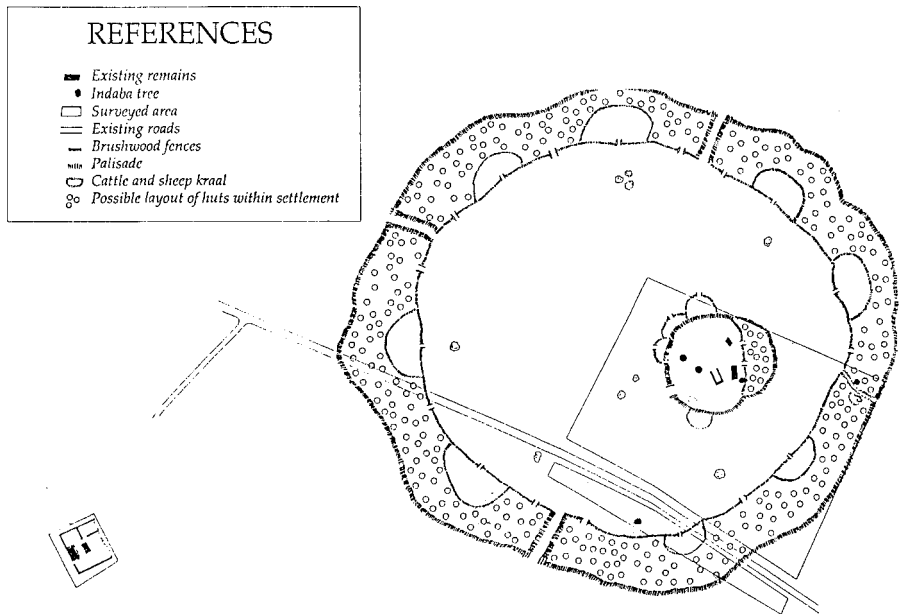 REFERENCES
Existing remains
Indaba tree
Surveyed area
Existing roads
Brushwood fences
Palisade
Cattle and sheep kraal
Possible layout of huts within settlement